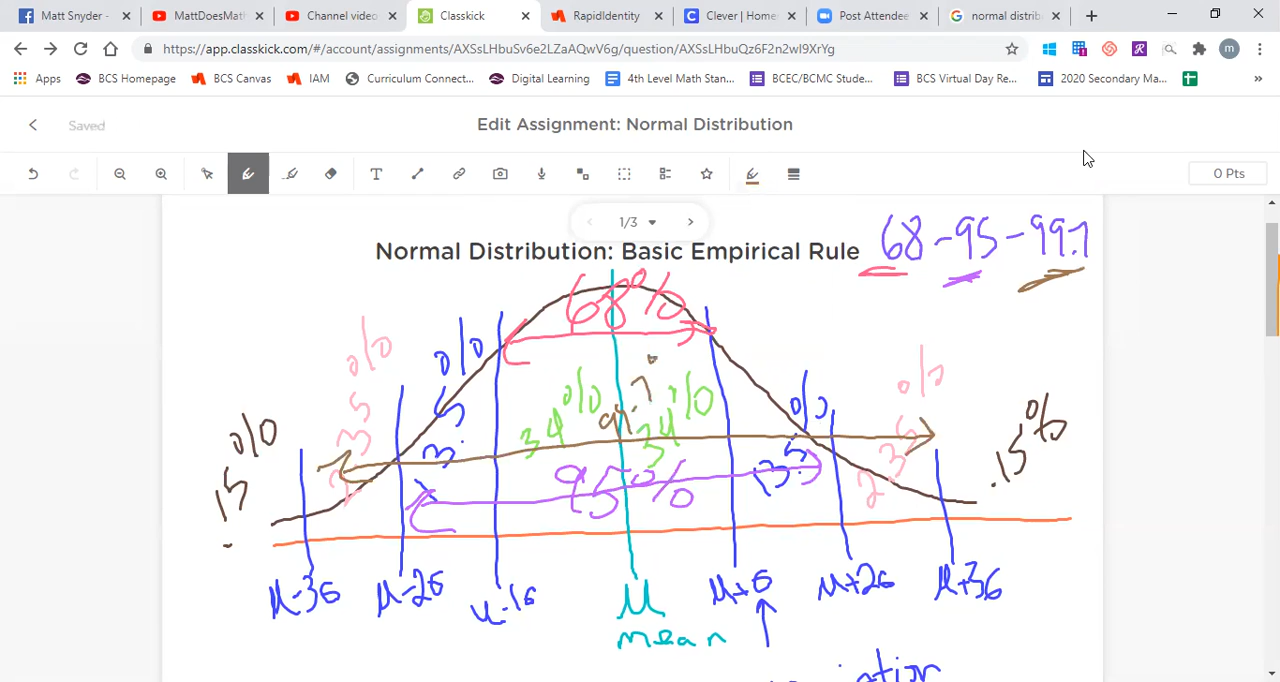 Matt Snyder -
MattDoesMat
Channel video
Classkick
RapidIdentity
Clever | Home
Post Attendee
normal distrib
https://app.classkick.com/#/account/assignments/AXSsLHbuSv6e2LZaAQwV6g/question/AXSsLHbuQz6F2n2wI9XrYg
m
Apps
BCS Homepage
BCS Canvas
IAM
Curriculum Connect...
Digital Learning
4th Level Math Stan...
BCEC/BCMC Stude...
BCS Virtual Day Re...
2020 Secondary Ma...
»
Saved
Edit Assignment: Normal Distribution
T
0 Pts
1/3
Normal Distribution: Basic Empirical Rule
68-95-99.7
68%
.15%
2.35%
13.5%
34%
99.7%
34%
13.5%
2.35%
.15%
95%
μ-3σ
μ-2σ
μ-1σ
μ
μ+σ
μ+2σ
μ+3σ
mean